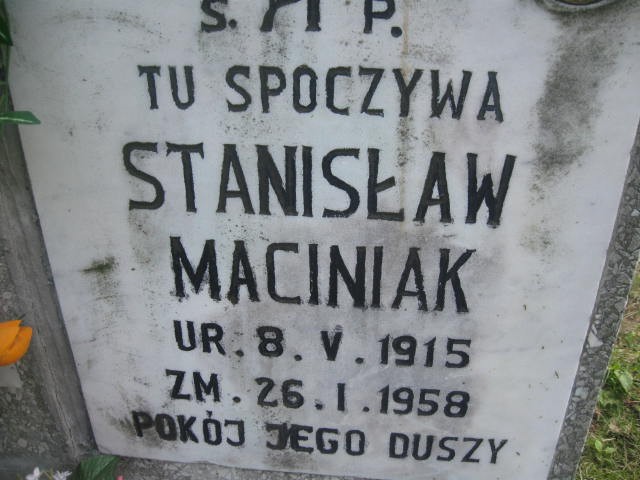 Ś. P.
TU SPOCZYWA
STANISŁAW
MACINIAK
UR. 8. V. 1915
ZM. 26. I. 1958
POKÓJ JEGO DUSZY